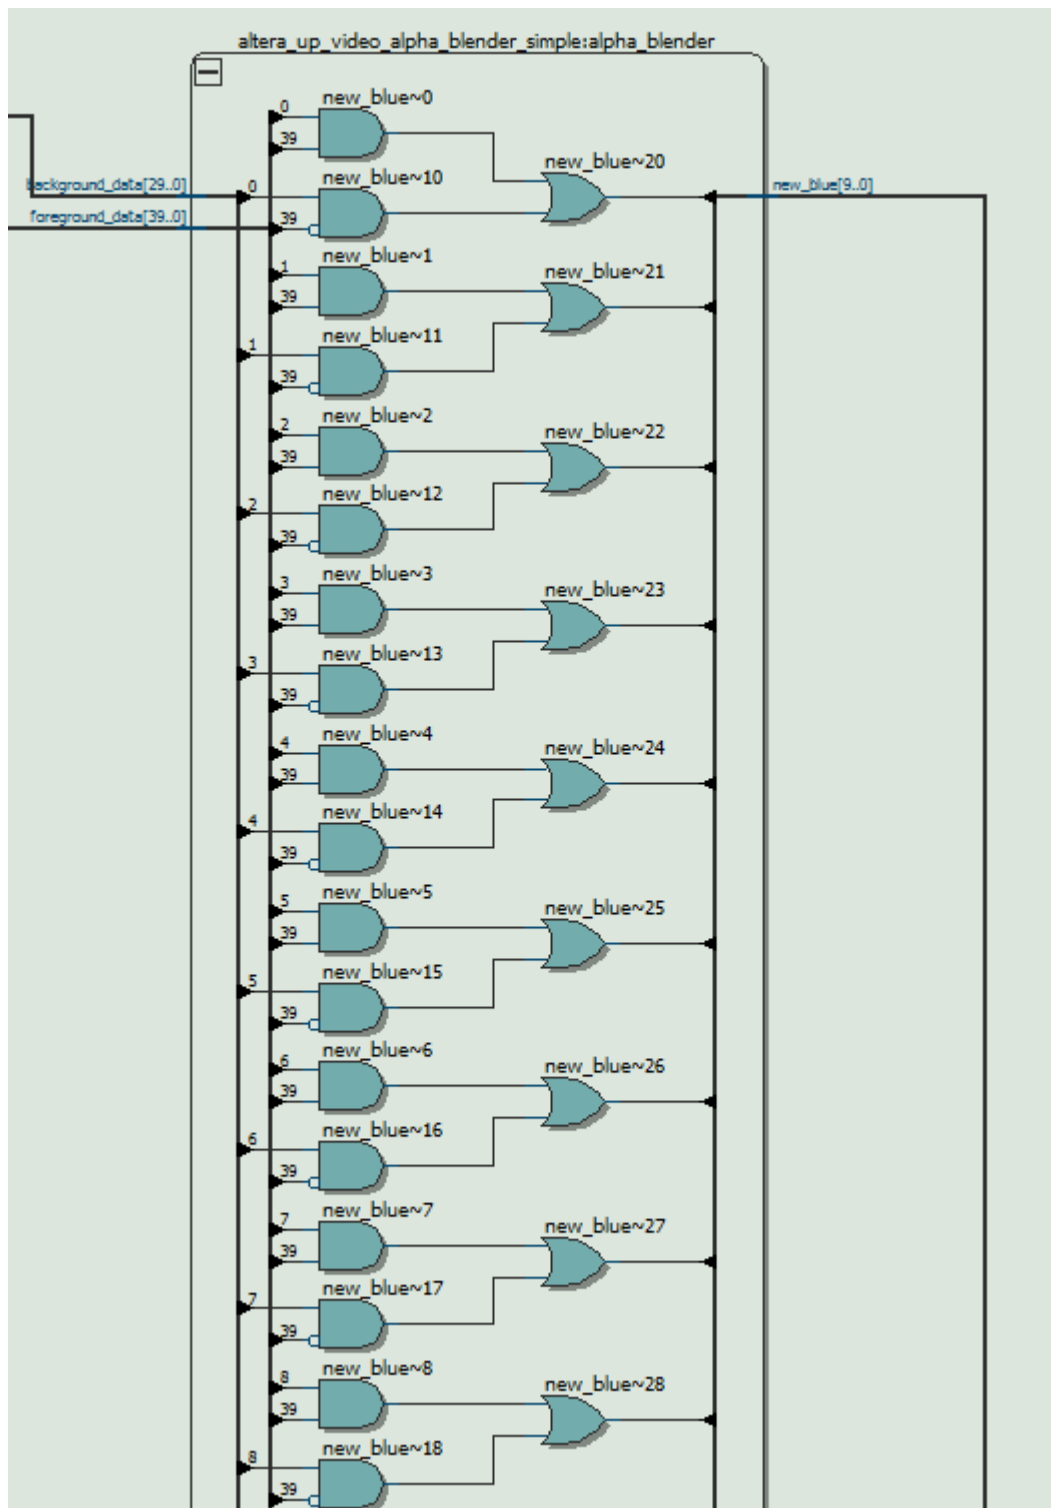 altera_up_video_alpha_blender_simple:alpha_blender
new_blue~0
0
39
new_blue~20
new_blue~10
background_data[29..0]
0
new_blue[9..0]
foreground_data[39..0]
39
new_blue~1
1
new_blue~21
39
new_blue~11
1
39
new_blue~2
2
new_blue~22
39
new_blue~12
2
39
new_blue~3
3
new_blue~23
39
new_blue~13
3
39
new_blue~4
4
new_blue~24
39
new_blue~14
4
39
new_blue~5
5
new_blue~25
39
new_blue~15
5
39
new_blue~6
6
new_blue~26
39
new_blue~16
6
39
new_blue~7
7
new_blue~27
39
new_blue~17
7
39
new_blue~8
8
new_blue~28
39
new_blue~18
8
39